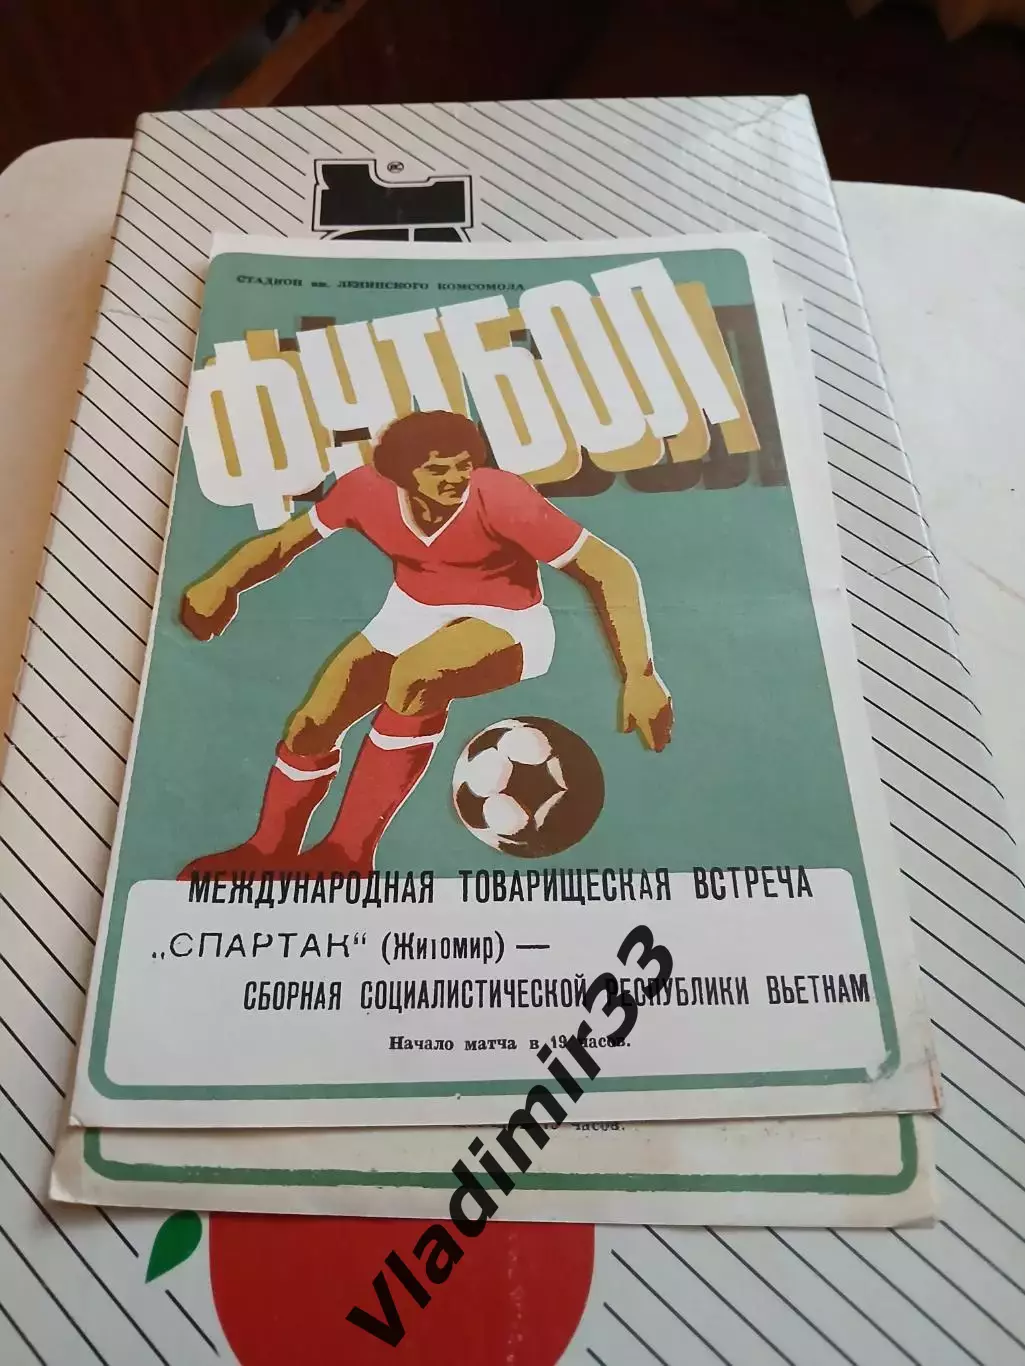 СТАДИОН им. ЛЕНИНСКОГО КОМСОМОЛА
ФУТБОЛ
МЕЖДУНАРОДНАЯ ТОВАРИЩЕСКАЯ ВСТРЕЧА
„СПАРТАК“ (Житомир) —
СБОРНАЯ СОЦИАЛИСТИЧЕСКОЙ РЕСПУБЛИКИ ВЬЕТНАМ
Начало матча в 19 часов.
часов.
vladimir33